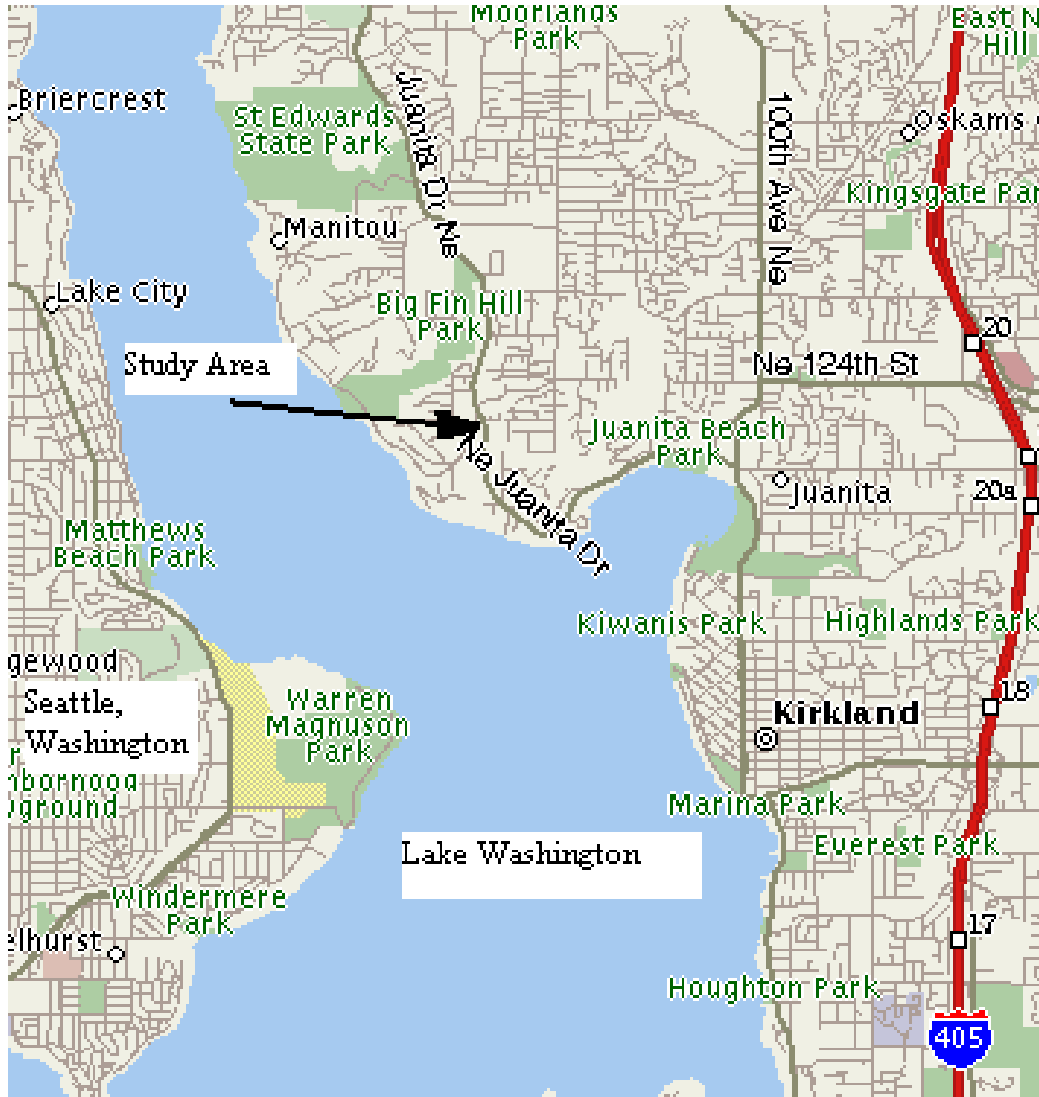 Moorlands
Park
East N
Hill
Briercrest
St Edwards
State Park
Juanita Dr Ne
100th Ave Ne
Oskams
Kingsgate Par
Manitou
Lake City
Big Fin Hill
Park
20
Study Area
Ne 124th St
Juanita Beach
Park
Ne Juanita Dr
Juanita
20a
Matthews
Beach Park
Kiwanis Park
Highlands Park
gewood
Seattle,
Washington
Warren
Magnuson
Park
18
Kirkland
nborhood
yground
Marina Park
Everest Park
Lake Washington
Windermere
Park
elhurst
17
Houghton Park
405